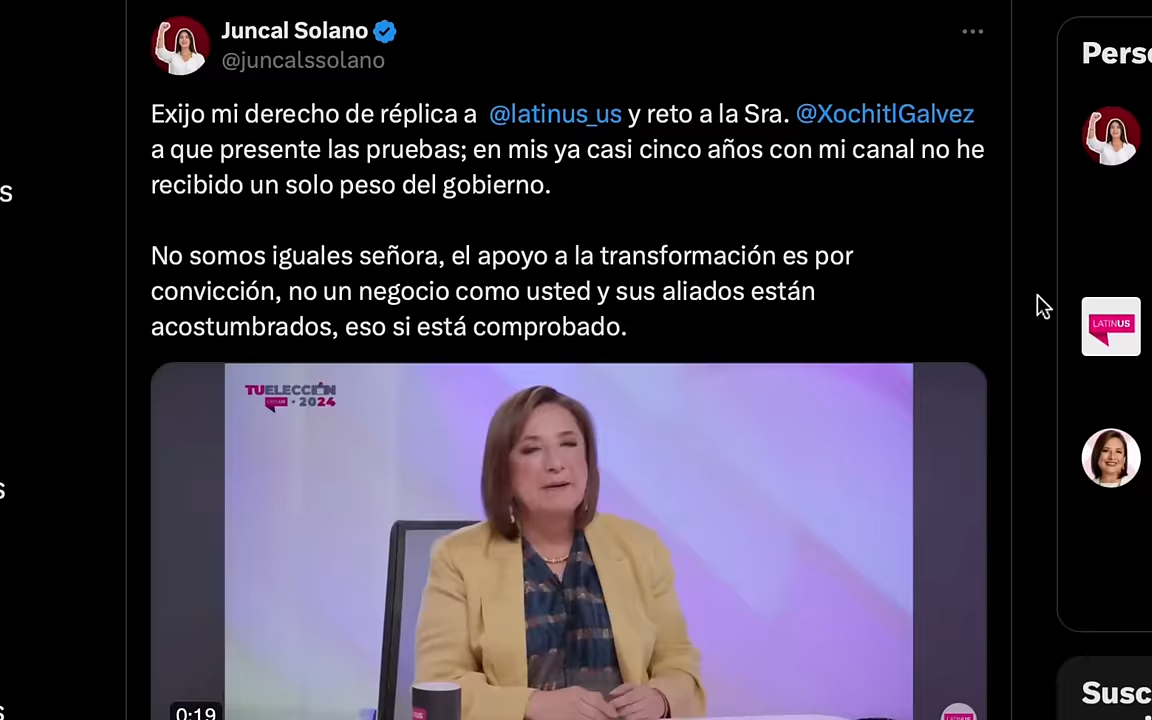 Juncal Solano
@juncalssolano
Exijo mi derecho de réplica a @latinus_us y reto a la Sra. @XochitlGalvez
a que presente las pruebas; en mis ya casi cinco años con mi canal no he
recibido un solo peso del gobierno.
No somos iguales señora, el apoyo a la transformación es por
convicción, no un negocio como usted y sus aliados están
acostumbrados, eso si está comprobado.
TUELECCIÓN
LATINUS • 2024
0:19
LATINUS
Perso
LATINUS
Susc
s
s
s